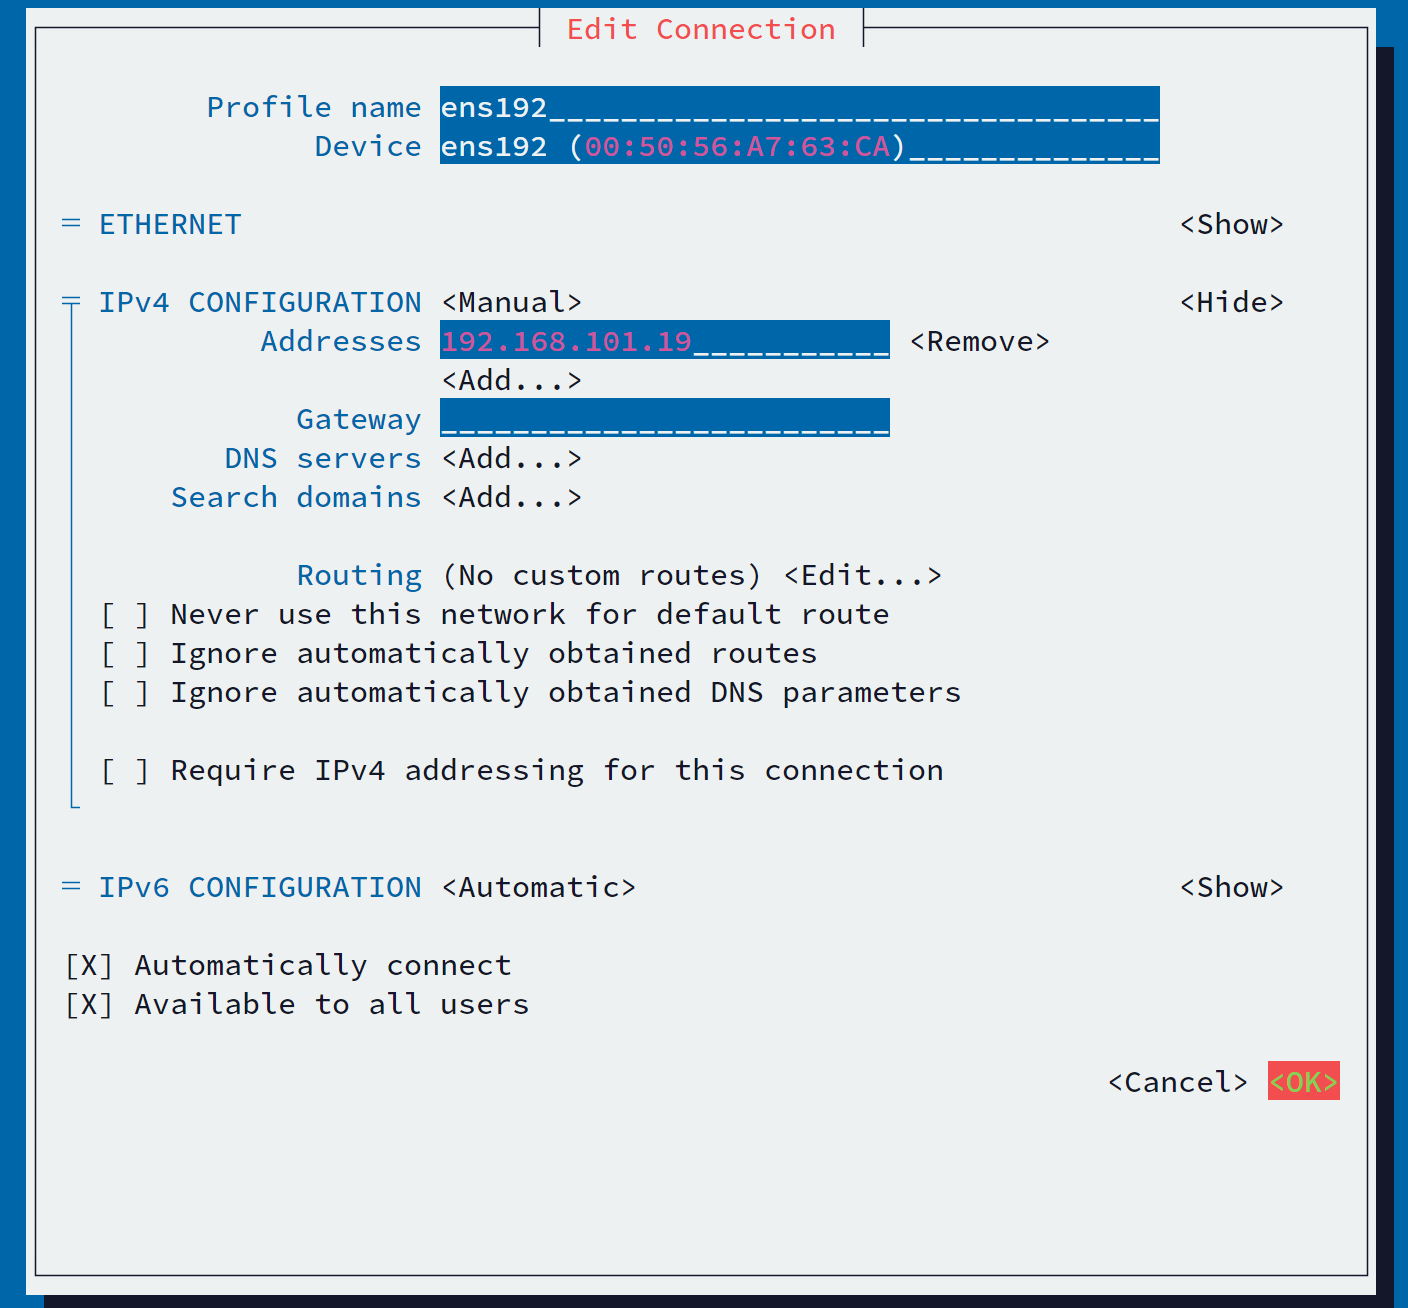 Edit Connection
Profile name ens192__________________________________
Device ens192 (00:50:56:A7:63:CA)______________
═ ETHERNET <Show>
╤ IPv4 CONFIGURATION <Manual> <Hide>
Addresses 192.168.101.19___________ <Remove>
<Add...>
Gateway _________________________
DNS servers <Add...>
Search domains <Add...>
Routing (No custom routes) <Edit...>
[ ] Never use this network for default route
[ ] Ignore automatically obtained routes
[ ] Ignore automatically obtained DNS parameters
[ ] Require IPv4 addressing for this connection
═ IPv6 CONFIGURATION <Automatic> <Show>
[X] Automatically connect
[X] Available to all users
<Cancel> <OK>